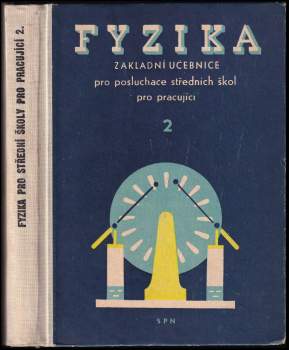 FYZIKA PRO STŘEDNÍ ŠKOLY PRO PRACUJÍCÍ 2.
FYZIKA
ZÁKLADNÍ UČEBNICE
pro posluchače středních škol
pro pracující
2
SPN